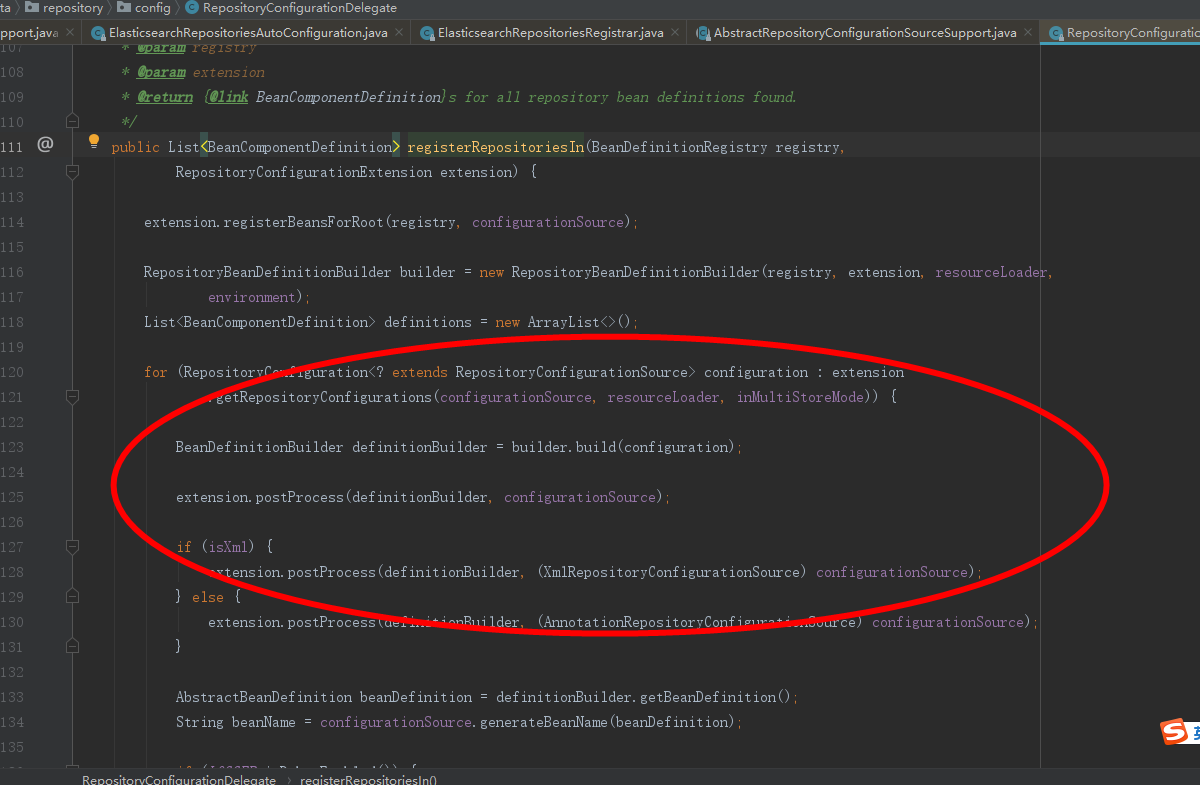 ta repository config RepositoryConfigurationDelegate
pport.java ElasticsearchRepositoriesAutoConfiguration.java ElasticsearchRepositoriesRegistrar.java AbstractRepositoryConfigurationSourceSupport.java RepositoryConfiguratic
107 * @param registry
108 * @param extension
109 * @return {@link BeanComponentDefinition}s for all repository bean definitions found.
110 */
111 @ public List<BeanComponentDefinition> registerRepositoriesIn(BeanDefinitionRegistry registry,
112 RepositoryConfigurationExtension extension) {
113
114 extension.registerBeansForRoot(registry, configurationSource);
115
116 RepositoryBeanDefinitionBuilder builder = new RepositoryBeanDefinitionBuilder(registry, extension, resourceLoader,
117 environment);
118 List<BeanComponentDefinition> definitions = new ArrayList<>();
119
120 for (RepositoryConfiguration<? extends RepositoryConfigurationSource> configuration : extension
121 .getRepositoryConfigurations(configurationSource, resourceLoader, inMultiStoreMode)) {
122
123 BeanDefinitionBuilder definitionBuilder = builder.build(configuration);
124
125 extension.postProcess(definitionBuilder, configurationSource);
126
127 if (isXml) {
128 extension.postProcess(definitionBuilder, (XmlRepositoryConfigurationSource) configurationSource);
129 } else {
130 extension.postProcess(definitionBuilder, (AnnotationRepositoryConfigurationSource) configurationSource);
131 }
132
133 AbstractBeanDefinition beanDefinition = definitionBuilder.getBeanDefinition();
134 String beanName = configurationSource.generateBeanName(beanDefinition);
135
RepositoryConfigurationDelegate registerRepositoriesIn()